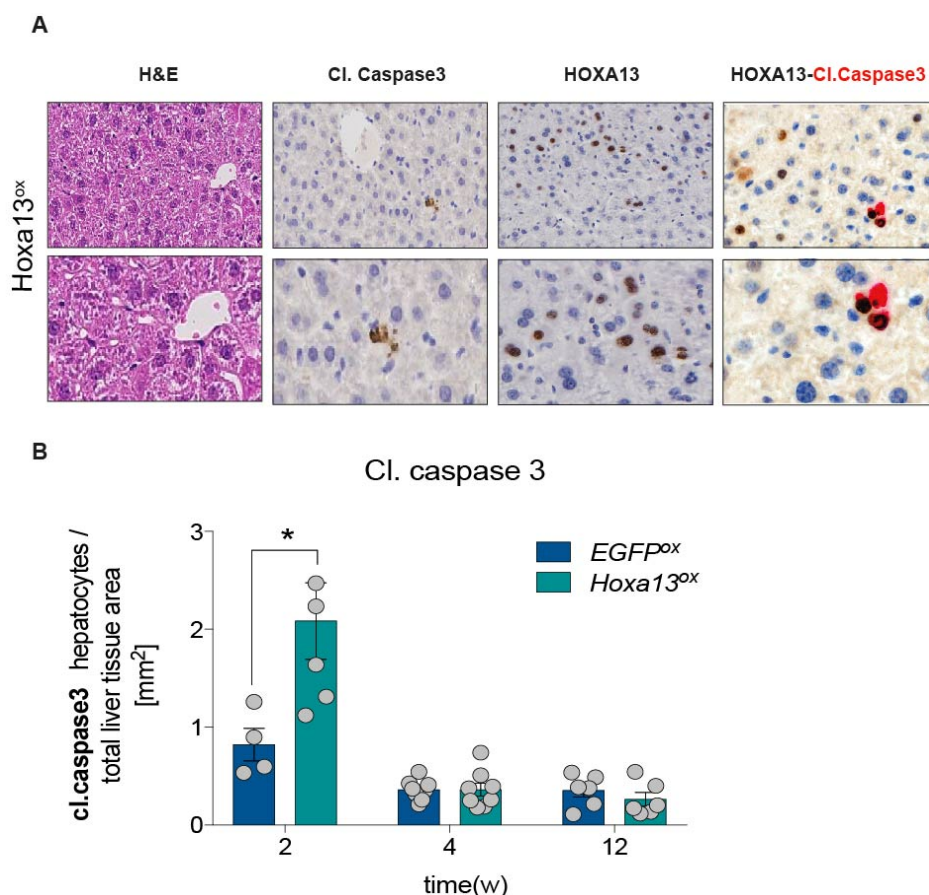 A
H&E Cl. Caspase3 HOXA13 HOXA13-Cl.Caspase3
Hoxa13ox
B
Cl. caspase 3
cl.caspase3 hepatocytes /
total liver tissue area
[mm2]
3
2
1
0
*
EGFPox
Hoxa13ox
2 4 12
time(w)